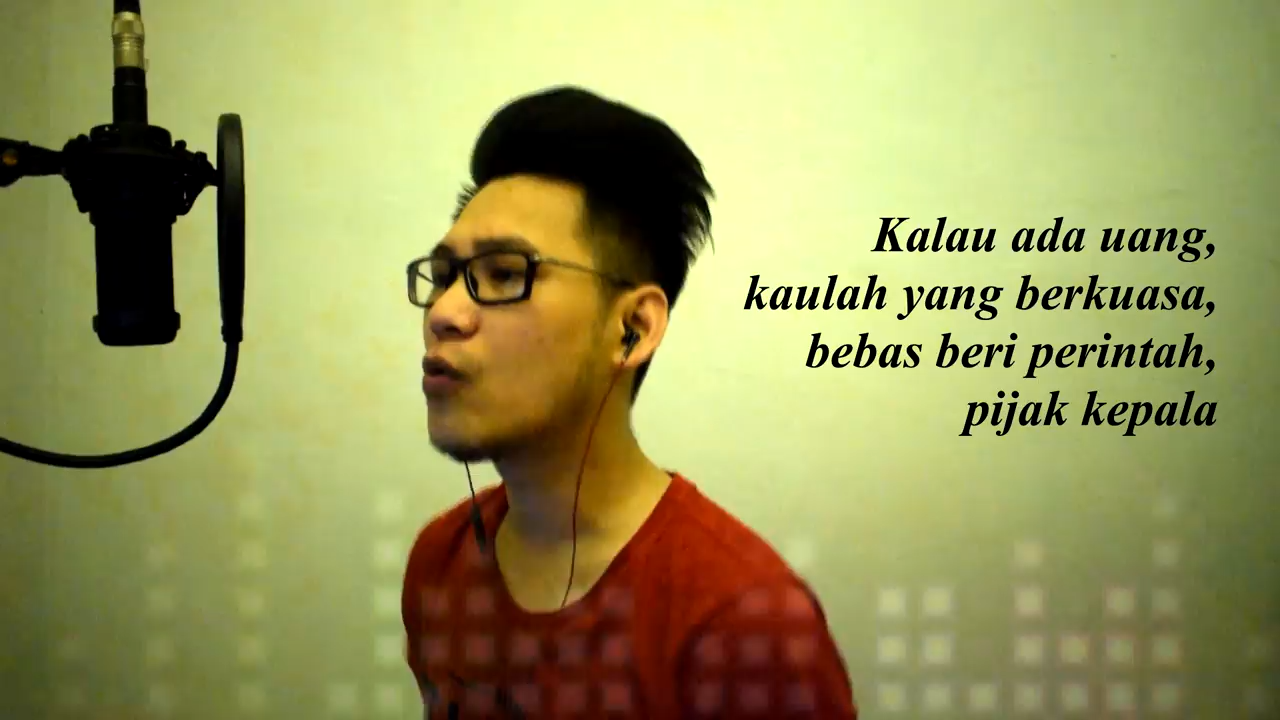 Kalau ada uang,
kaulah yang berkuasa,
bebas beri perintah,
pijak kepala